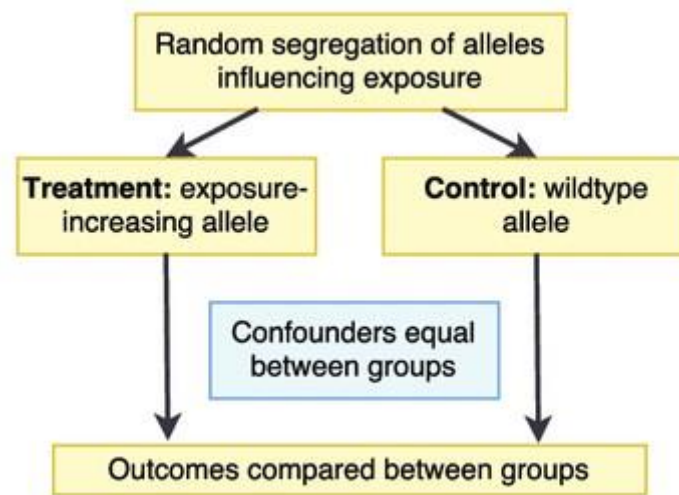 Random segregation of alleles
influencing exposure
Treatment: exposure-
increasing allele
Control: wildtype
allele
Confounders equal
between groups
Outcomes compared between groups